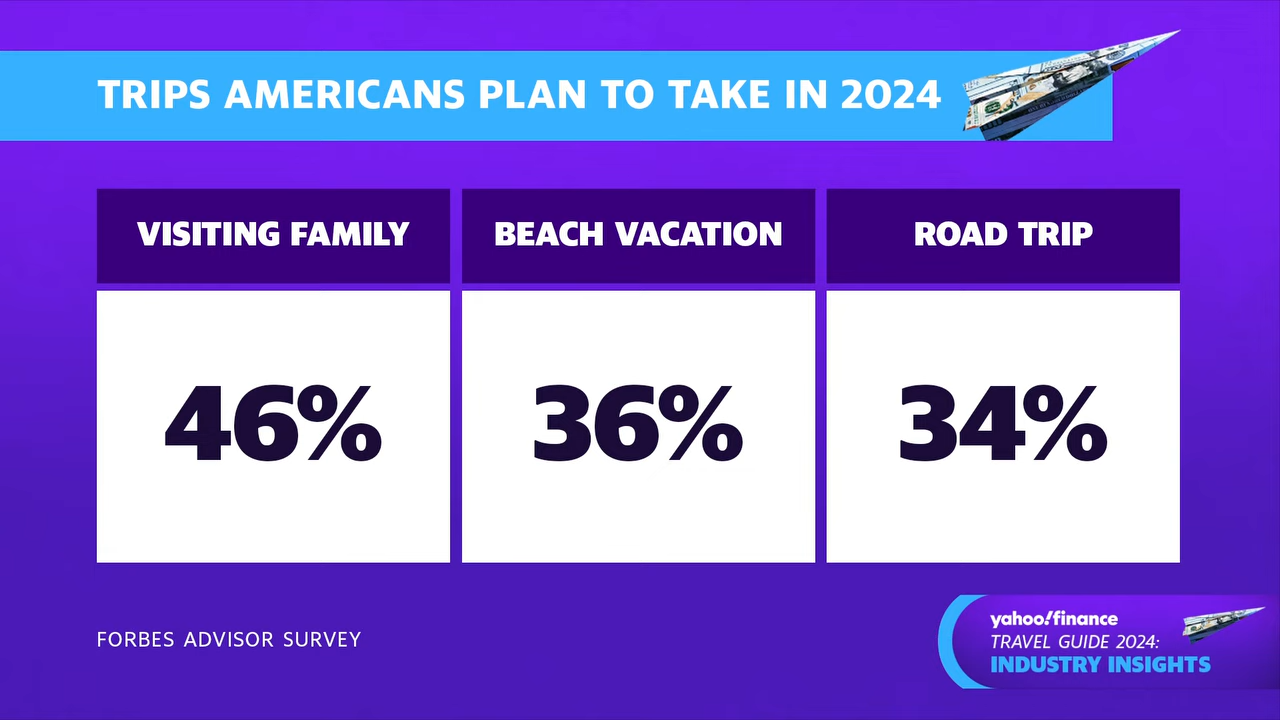 TRIPS AMERICANS PLAN TO TAKE IN 2024
VISITING FAMILY
BEACH VACATION
ROAD TRIP
46%
36%
34%
FORBES ADVISOR SURVEY
yahoo!finance
TRAVEL GUIDE 2024:
INDUSTRY INSIGHTS